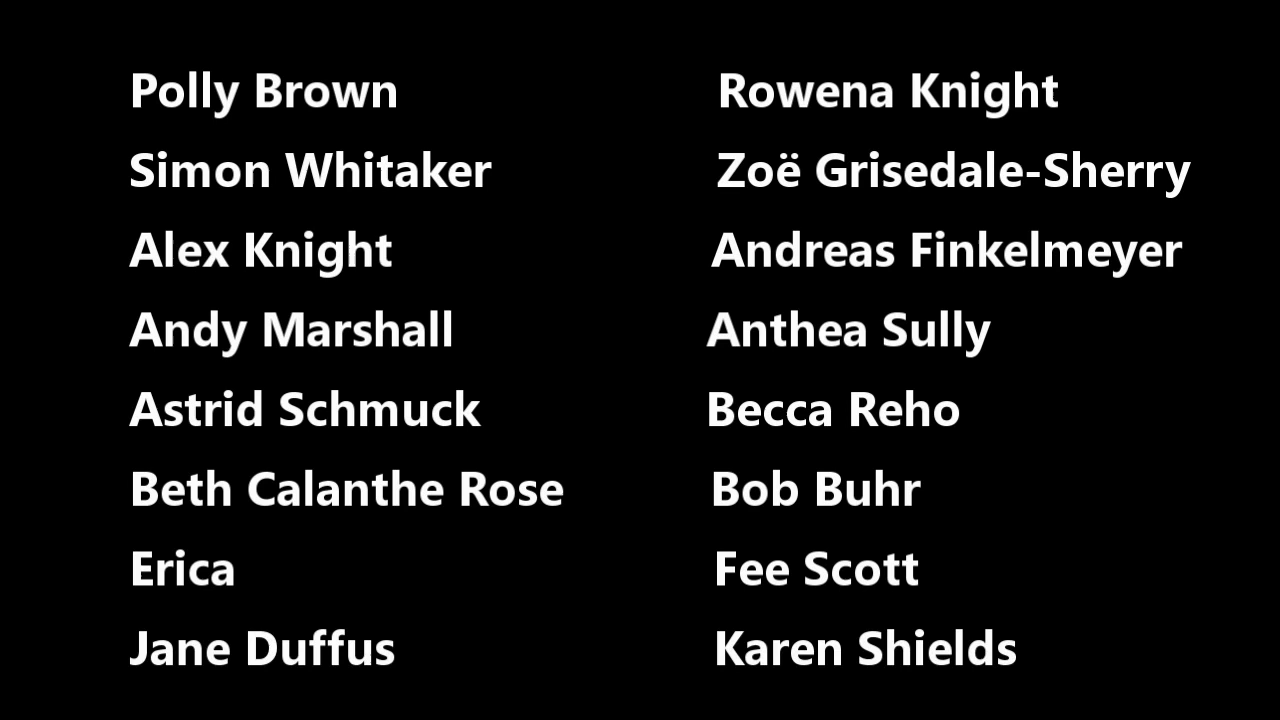 Polly Brown Rowena Knight
Simon Whitaker Zoë Grisedale-Sherry
Alex Knight Andreas Finkelmeyer
Andy Marshall Anthea Sully
Astrid Schmuck Becca Reho
Beth Calanthe Rose Bob Buhr
Erica Fee Scott
Jane Duffus Karen Shields